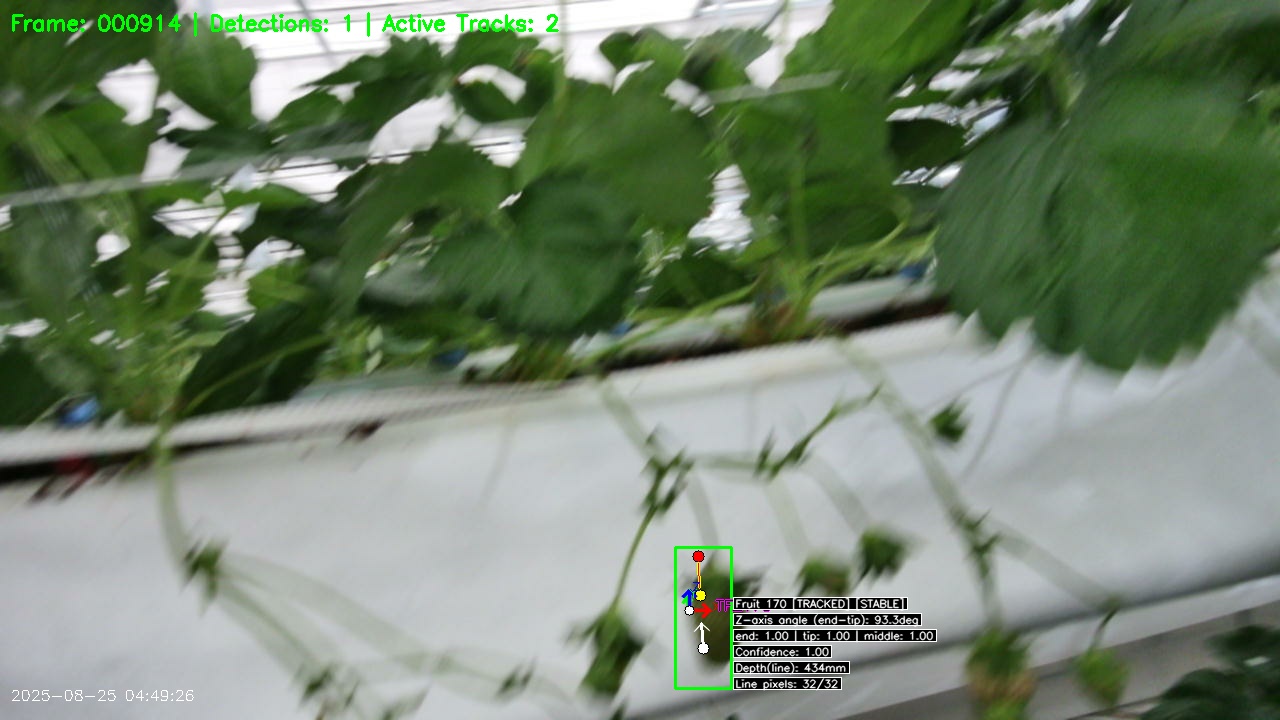 Frame: 000914 | Detections: 1 | Active Tracks: 2
Fruit 170 [TRACKED] [STABLE]
Z-axis angle (end-tip): 93.3deg
end: 1.00 | tip: 1.00 | middle: 1.00
Confidence: 1.00
Depth(line): 434mm
Line pixels: 32/32
2025-08-25 04:49:26